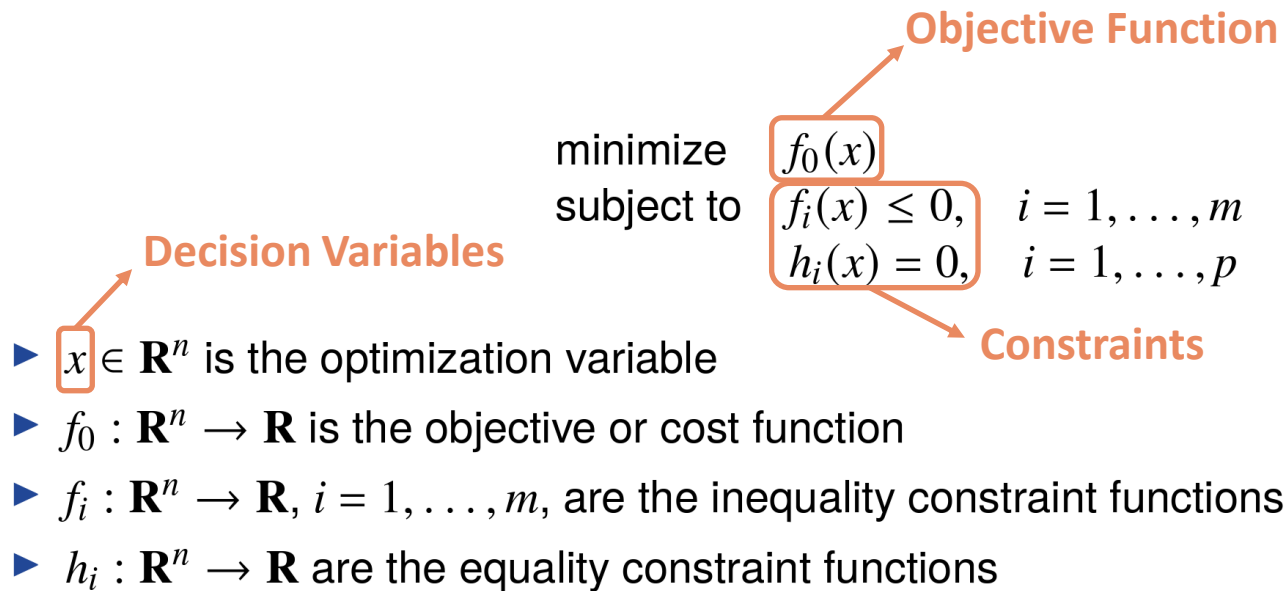 Objective Function
minimize f₀(x)
subject to fᵢ(x) ≤ 0, i = 1, . . . , m
hᵢ(x) = 0, i = 1, . . . , p
Decision Variables
Constraints
▶ x ∈ 𝐑ⁿ is the optimization variable
▶ f₀ : 𝐑ⁿ → 𝐑 is the objective or cost function
▶ fᵢ : 𝐑ⁿ → 𝐑, i = 1, . . . , m, are the inequality constraint functions
▶ hᵢ : 𝐑ⁿ → 𝐑 are the equality constraint functions